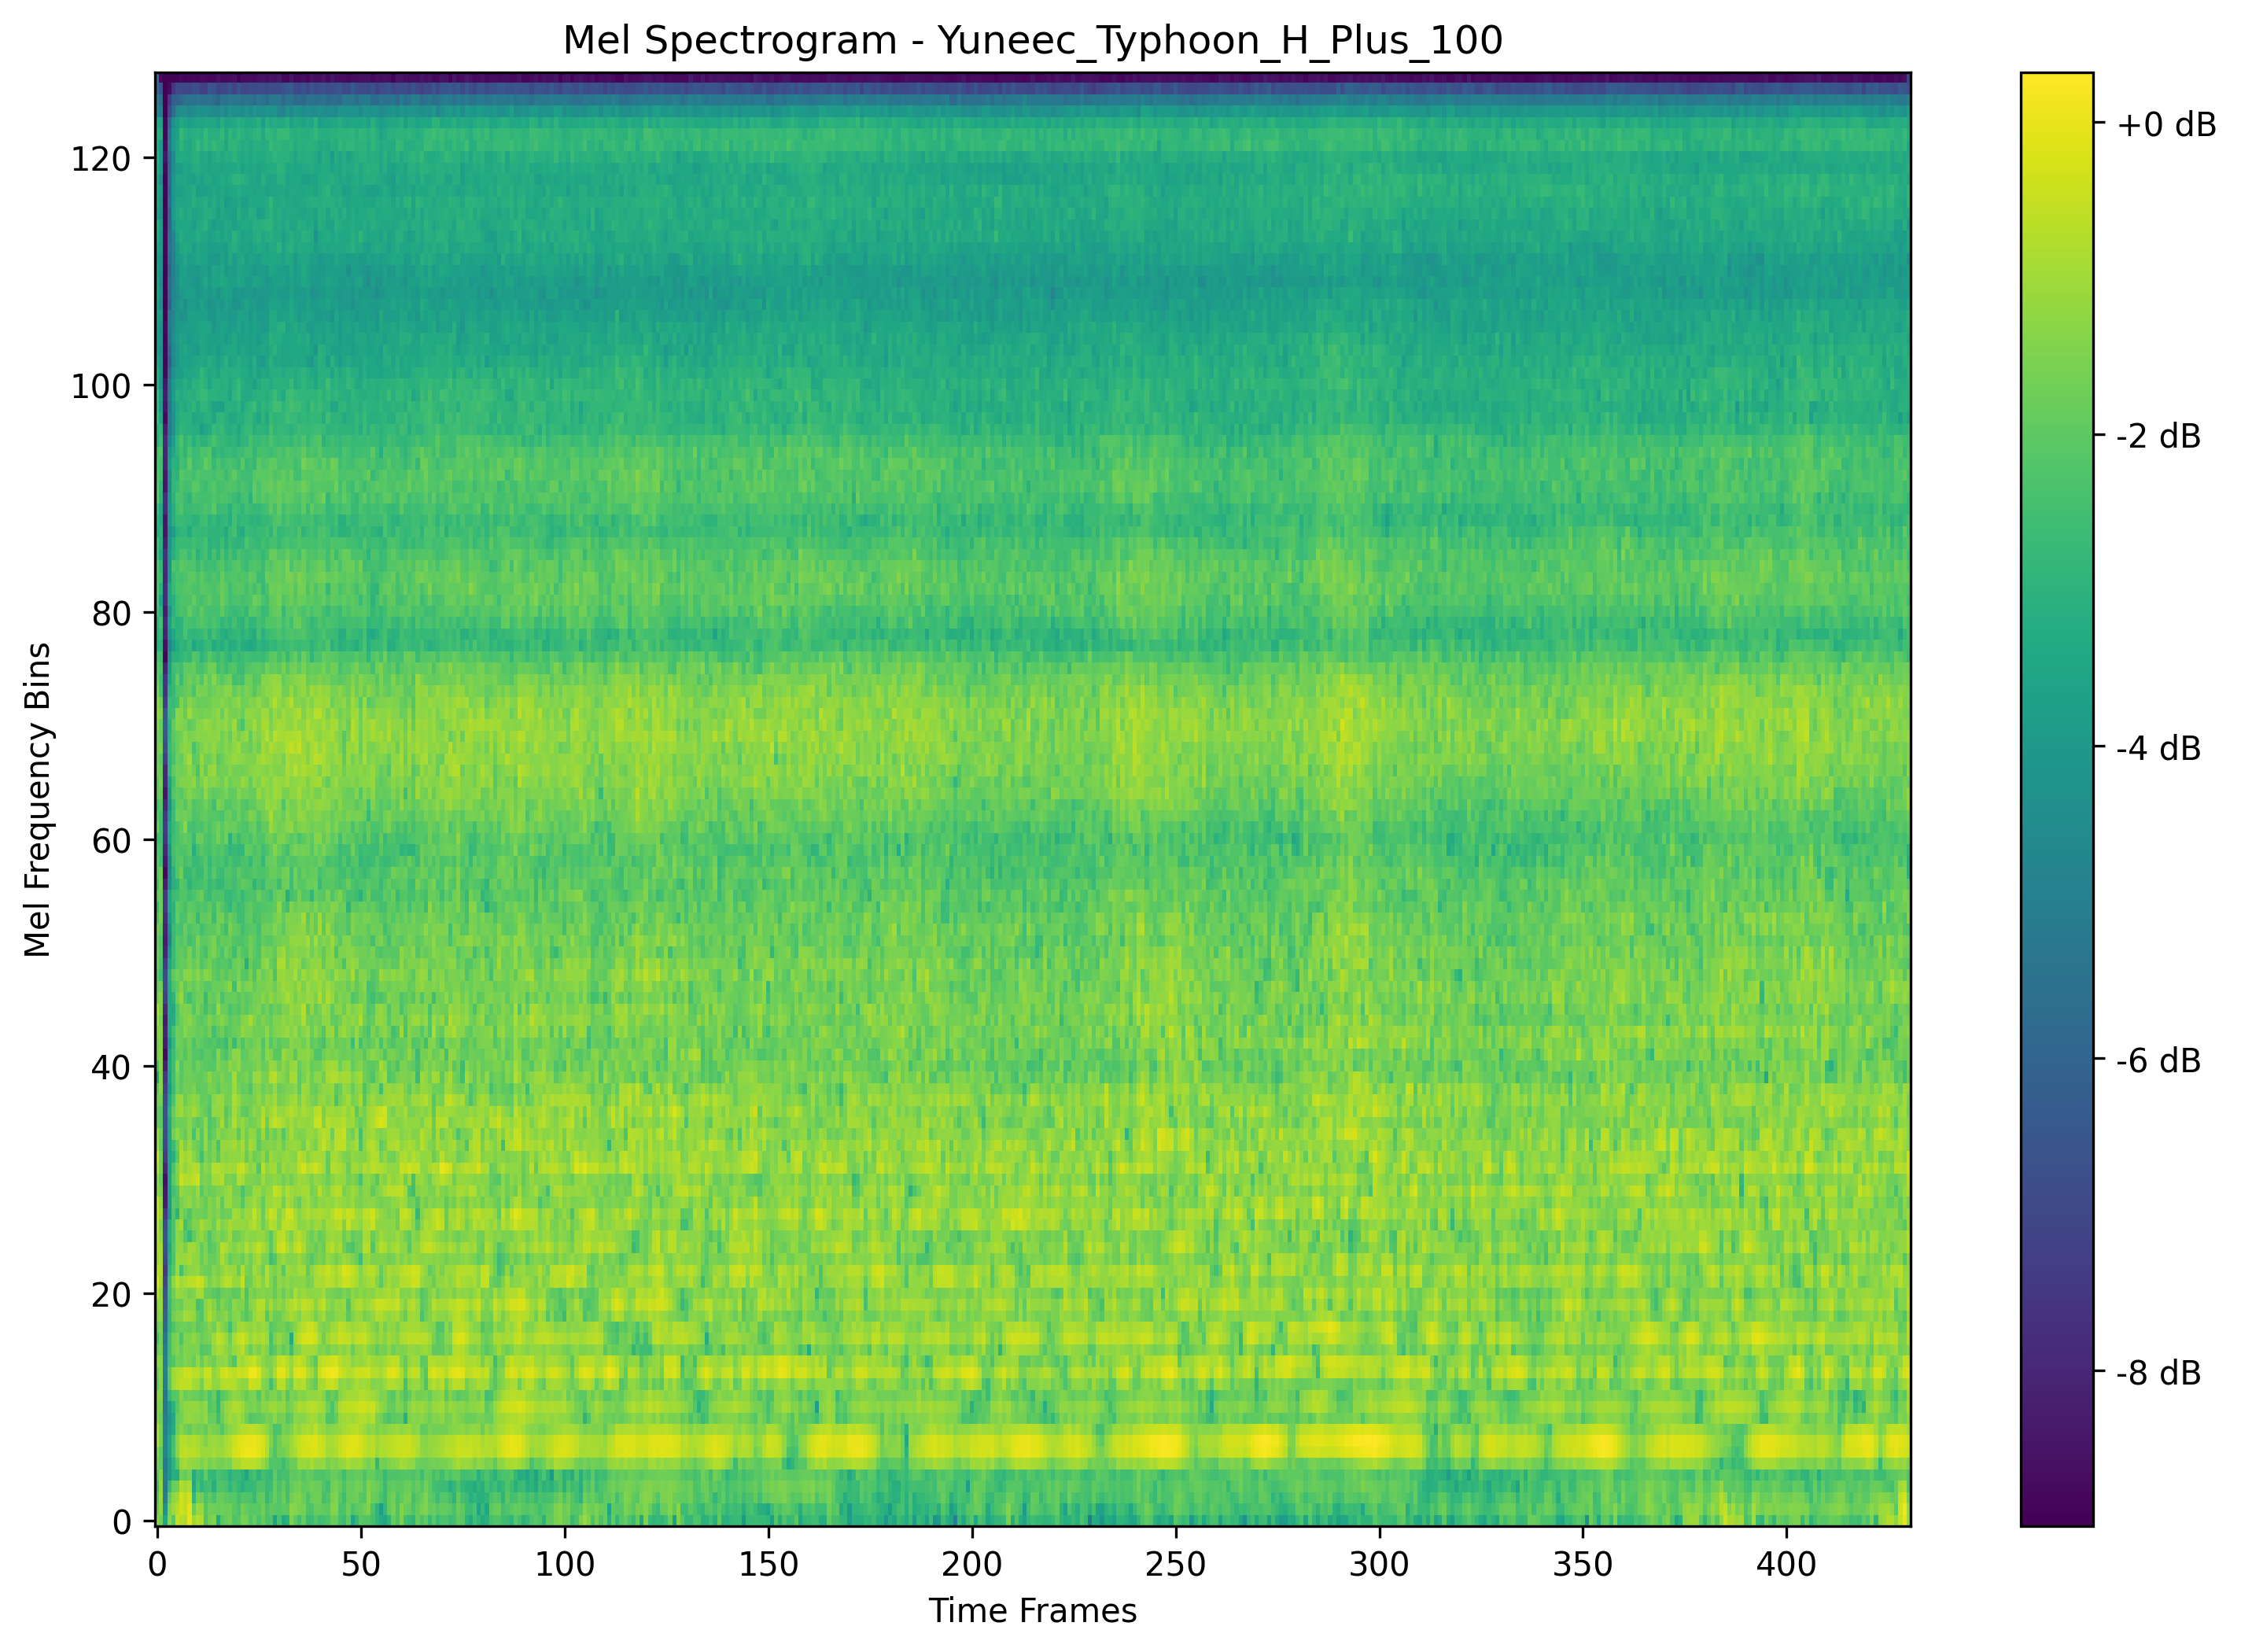 Mel Spectrogram - Yuneec_Typhoon_H_Plus_100
Mel Frequency Bins
120
100
80
60
40
20
0
0 50 100 150 200 250 300 350 400
Time Frames
+0 dB
-2 dB
-4 dB
-6 dB
-8 dB